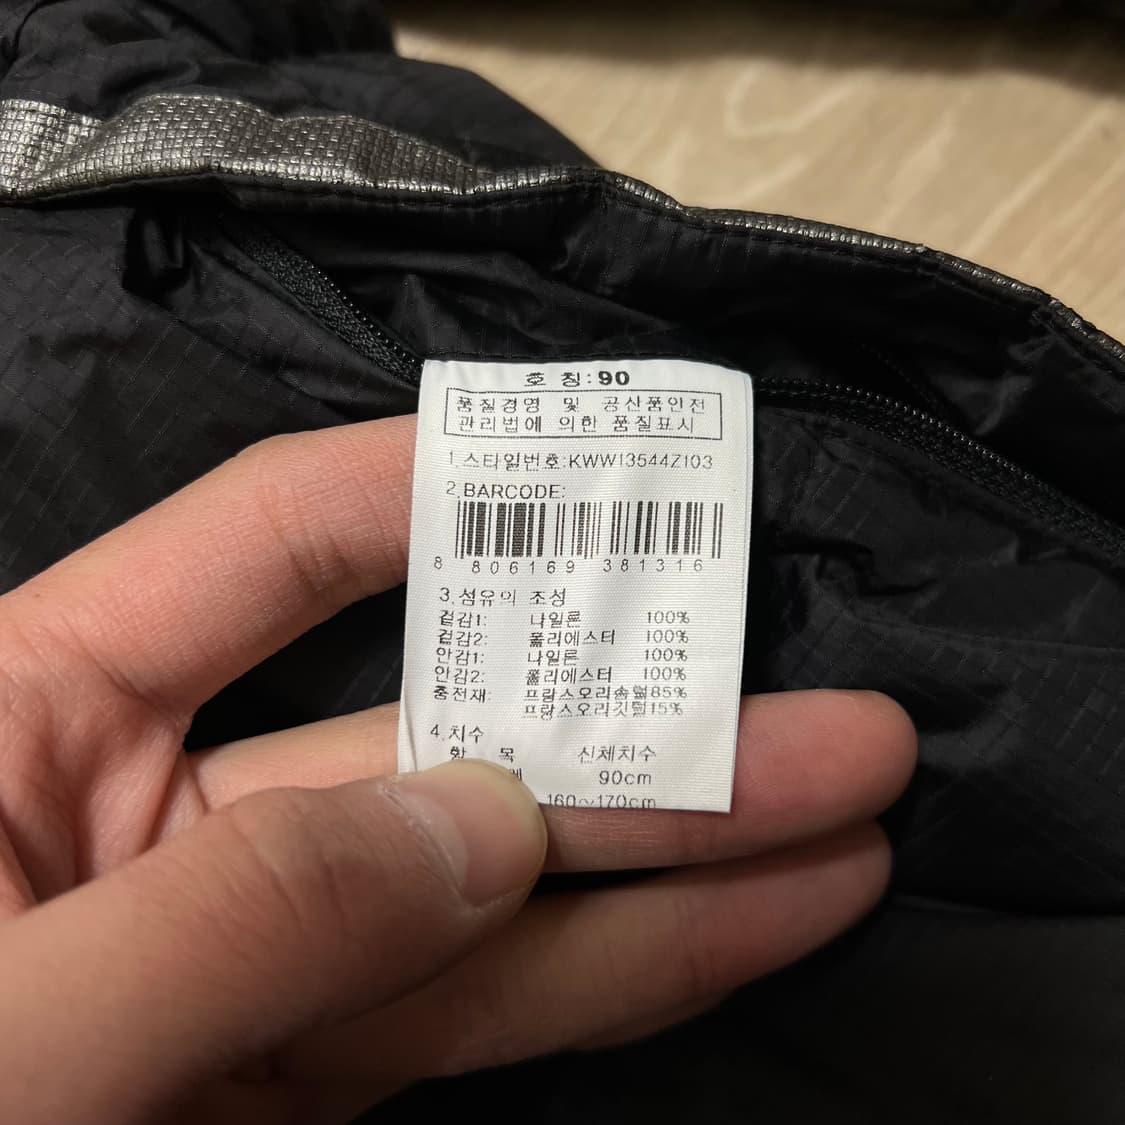 호 칭:90
품질경영 및 공산품안전
관리법에 의한 품질표시
1.스타일번호:KWW13544Z103
2.BARCODE:
8 806169 381316
3.섬유의 조성
겉감1: 나일론 100%
겉감2: 폴리에스터 100%
안감1: 나일론 100%
안감2: 폴리에스터 100%
충전재: 프랑스오리솜털85%
프랑스오리깃털15%
4.치수
항 목 신체치수
90cm
160~170cm